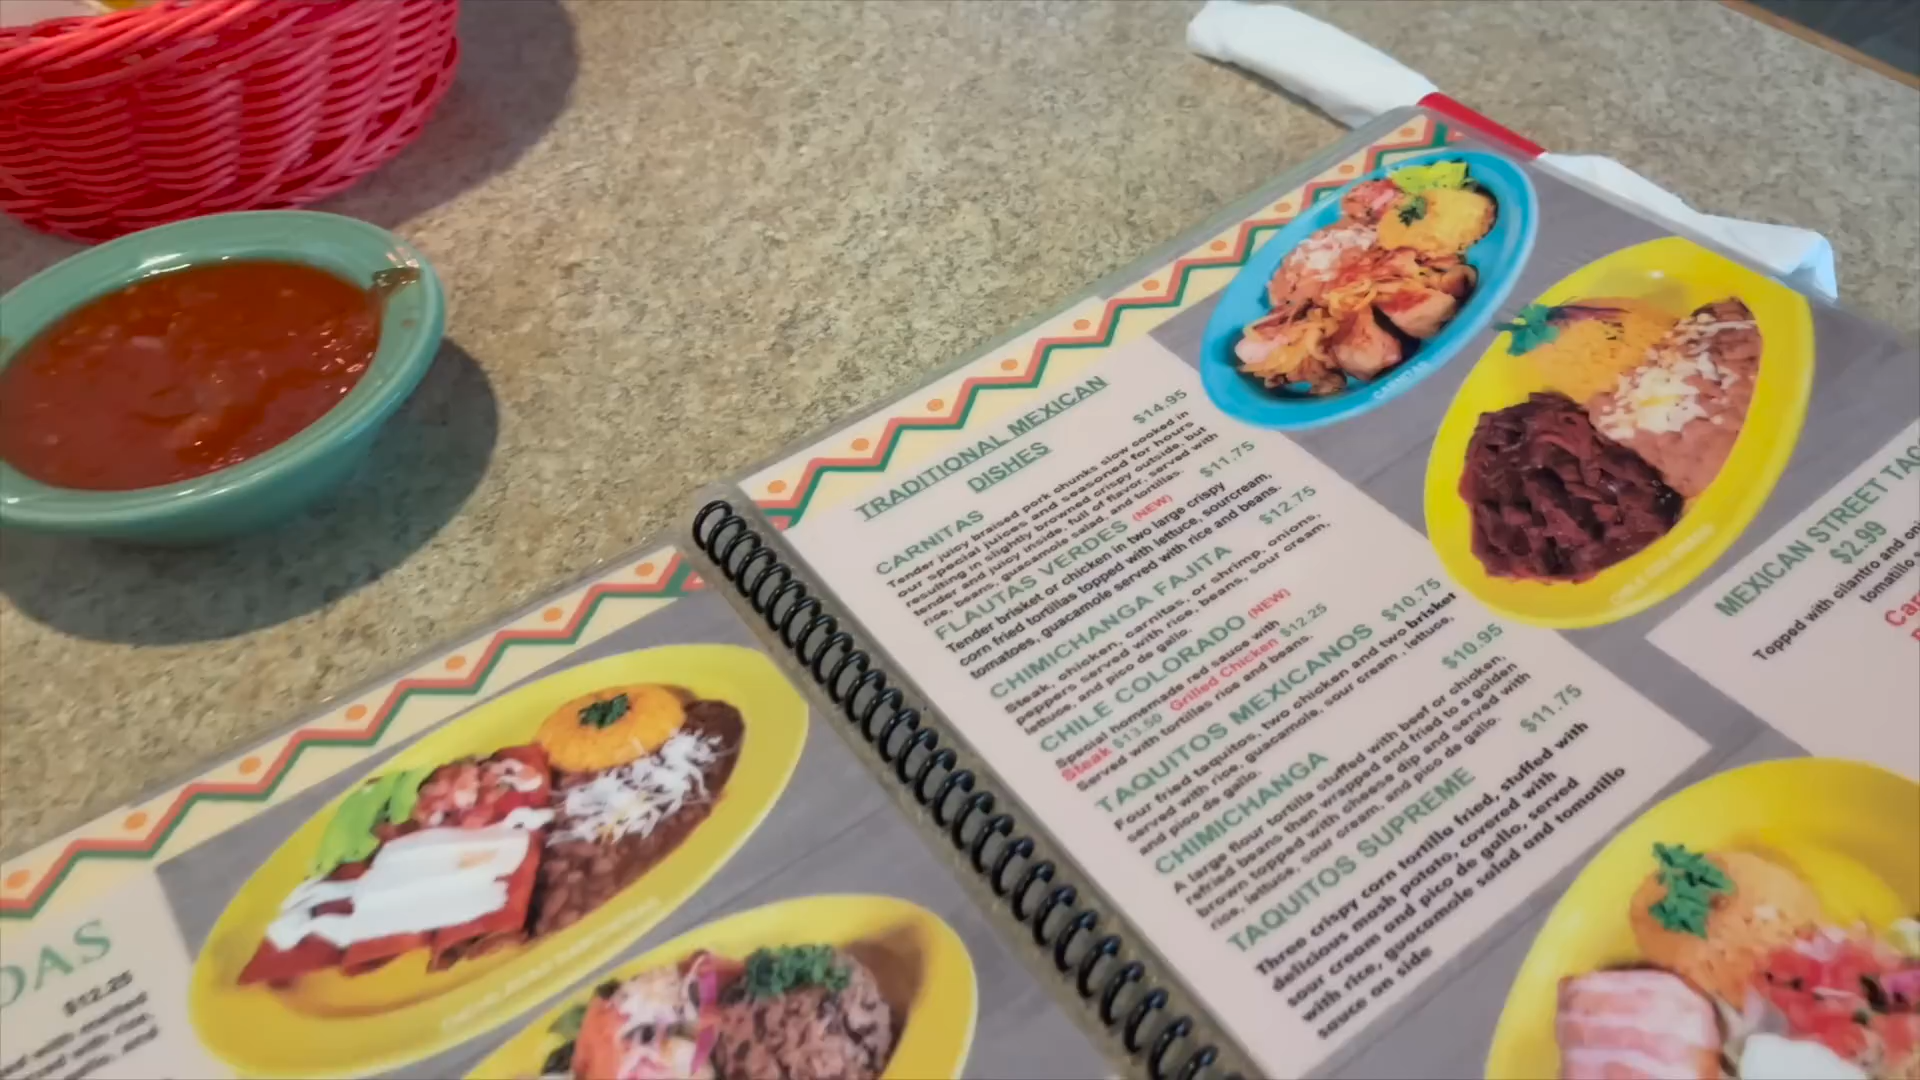 TRADITIONAL MEXICAN
DISHES
CARNITAS $14.95
Tender juicy braised pork chunks slow cooked in
our special juices and seasoned for hours
resulting in slightly browned crispy outside, but
tender and juicy inside, full of flavor, served with
rice, beans, guacamole salad, and tortillas.
FLAUTAS VERDES (NEW) $11.75
Tender brisket or chicken in two large crispy
corn fried tortillas topped with lettuce, sourcream,
tomatoes, guacamole served with rice and beans.
CHIMICHANGA FAJITA $12.75
Steak, chicken, carnitas, or shrimp, onions,
peppers served with rice, beans, sour cream,
lettuce, and pico de gallo.
CHILE COLORADO (NEW)
Special homemade red sauce with
Steak $13.50 Grilled Chicken $12.25
Served with tortillas rice and beans.
TAQUITOS MEXICANOS $10.75
Four fried taquitos, two chicken and two brisket
served with rice, guacamole, sour cream, lettuce,
and pico de gallo.
CHIMICHANGA $10.95
A large flour tortilla stuffed with beef or chicken,
refried beans than wrapped and fried to a golden
brown topped with cheese dip and served with
rice, lettuce, sour cream, and pico de gallo.
TAQUITOS SUPREME $11.75
Three crispy corn tortilla fried, stuffed with
delicious mash potato, covered with
sour cream and pico de gallo, served
with rice, guacamole salad and tomatillo
sauce on side
MEXICAN STREET TAC
$2.99
Topped with cilantro and oni
tomatillo
Car
DAS
$12.25
CARNITAS